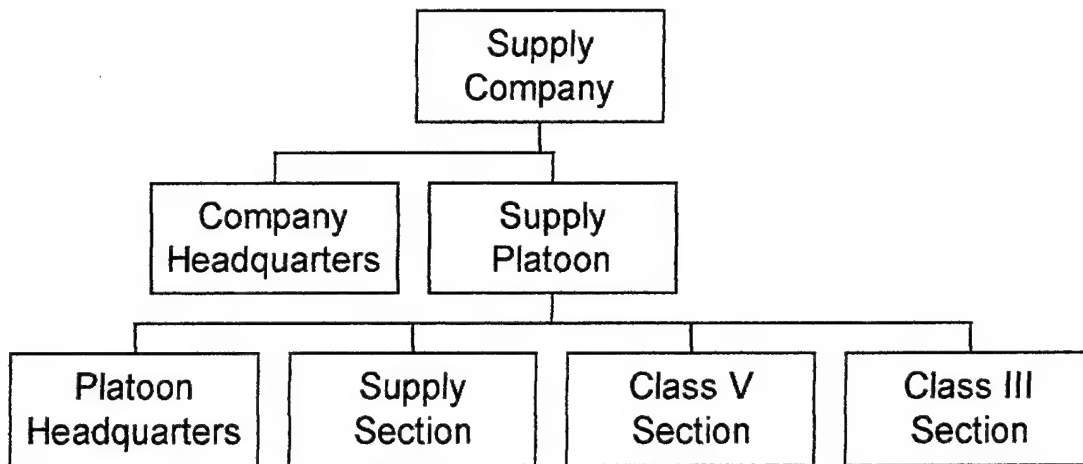 Supply
Company
Company
Headquarters
Supply
Platoon
Platoon
Headquarters
Supply
Section
Class V
Section
Class III
Section